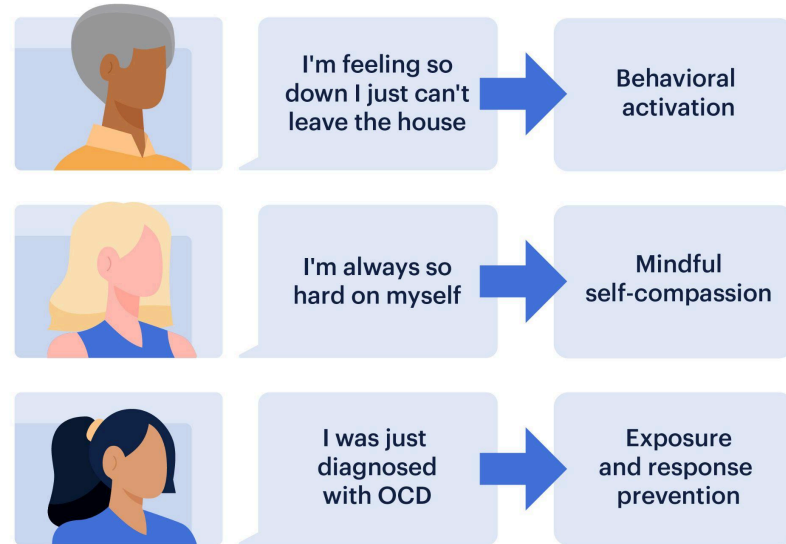 I'm feeling so
down I just can't
leave the house
Behavioral
activation
I'm always so
hard on myself
Mindful
self-compassion
I was just
diagnosed
with OCD
Exposure
and response
prevention